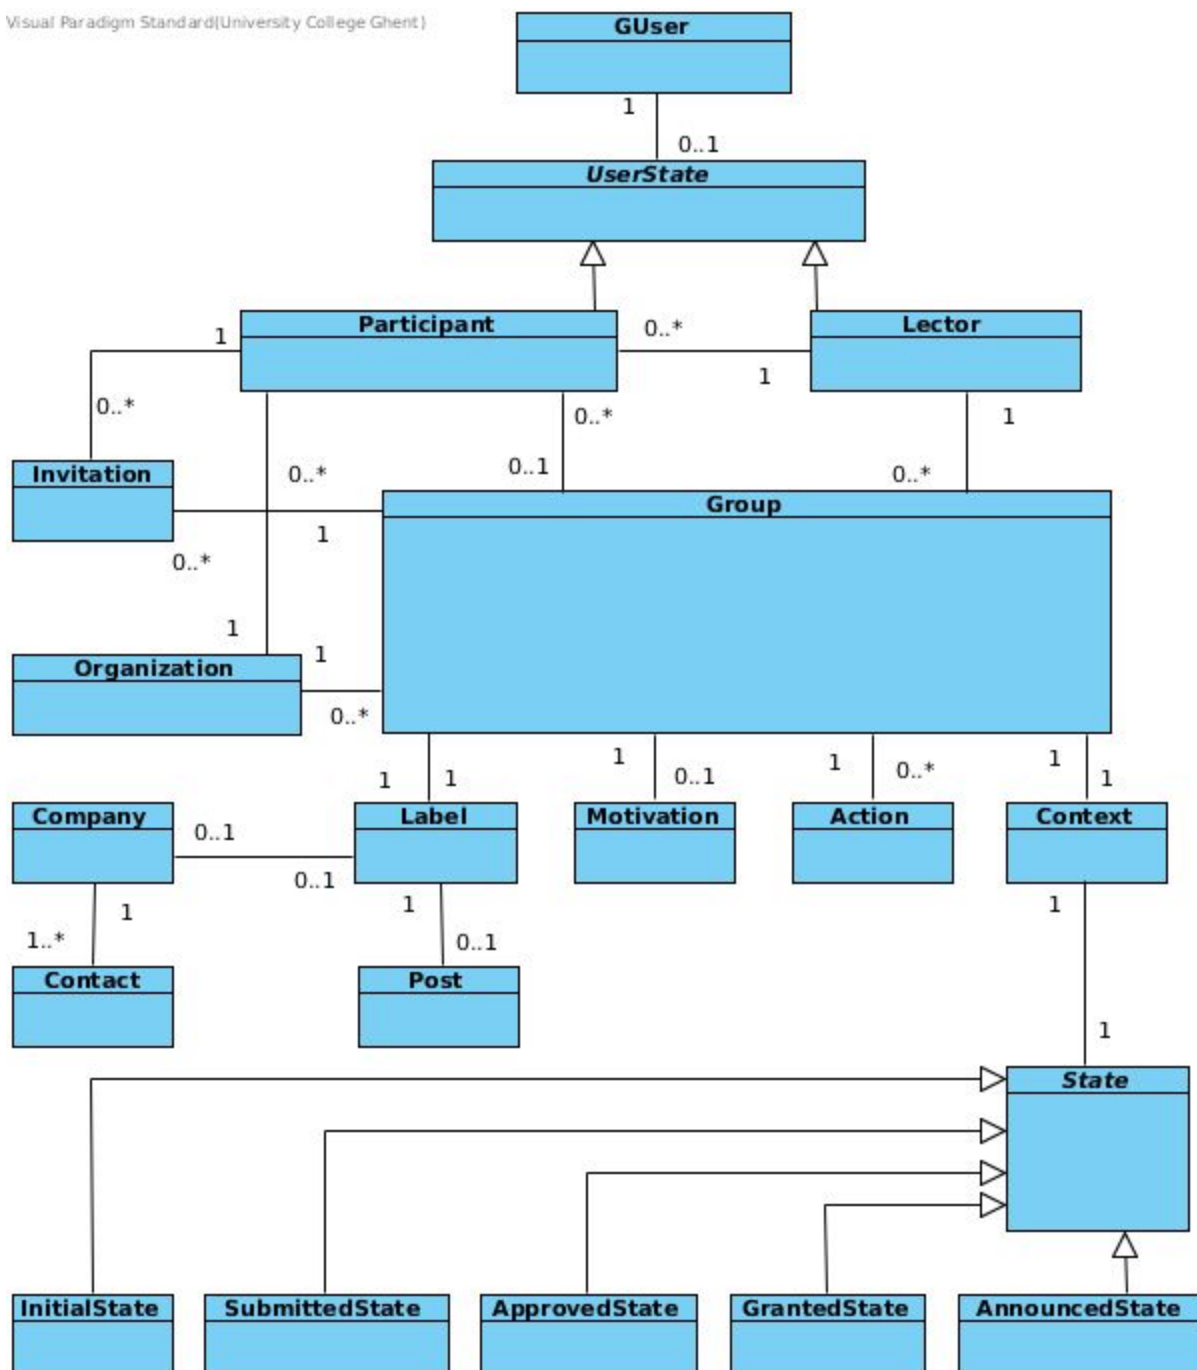 Visual Paradigm Standard(University College Ghent)
GUser
1
0..1
UserState
Participant
Lector
1
0..*
1
0..*
0..*
1
0..1
0..*
Invitation
0..*
Group
1
0..*
1
1
Organization
0..*
1
1
1
0..1
1
0..*
1
1
Company
Label
Motivation
Action
Context
0..1
0..1
1
1..*
1
0..1
1
Contact
Post
1
State
InitialState
SubmittedState
ApprovedState
GrantedState
AnnouncedState